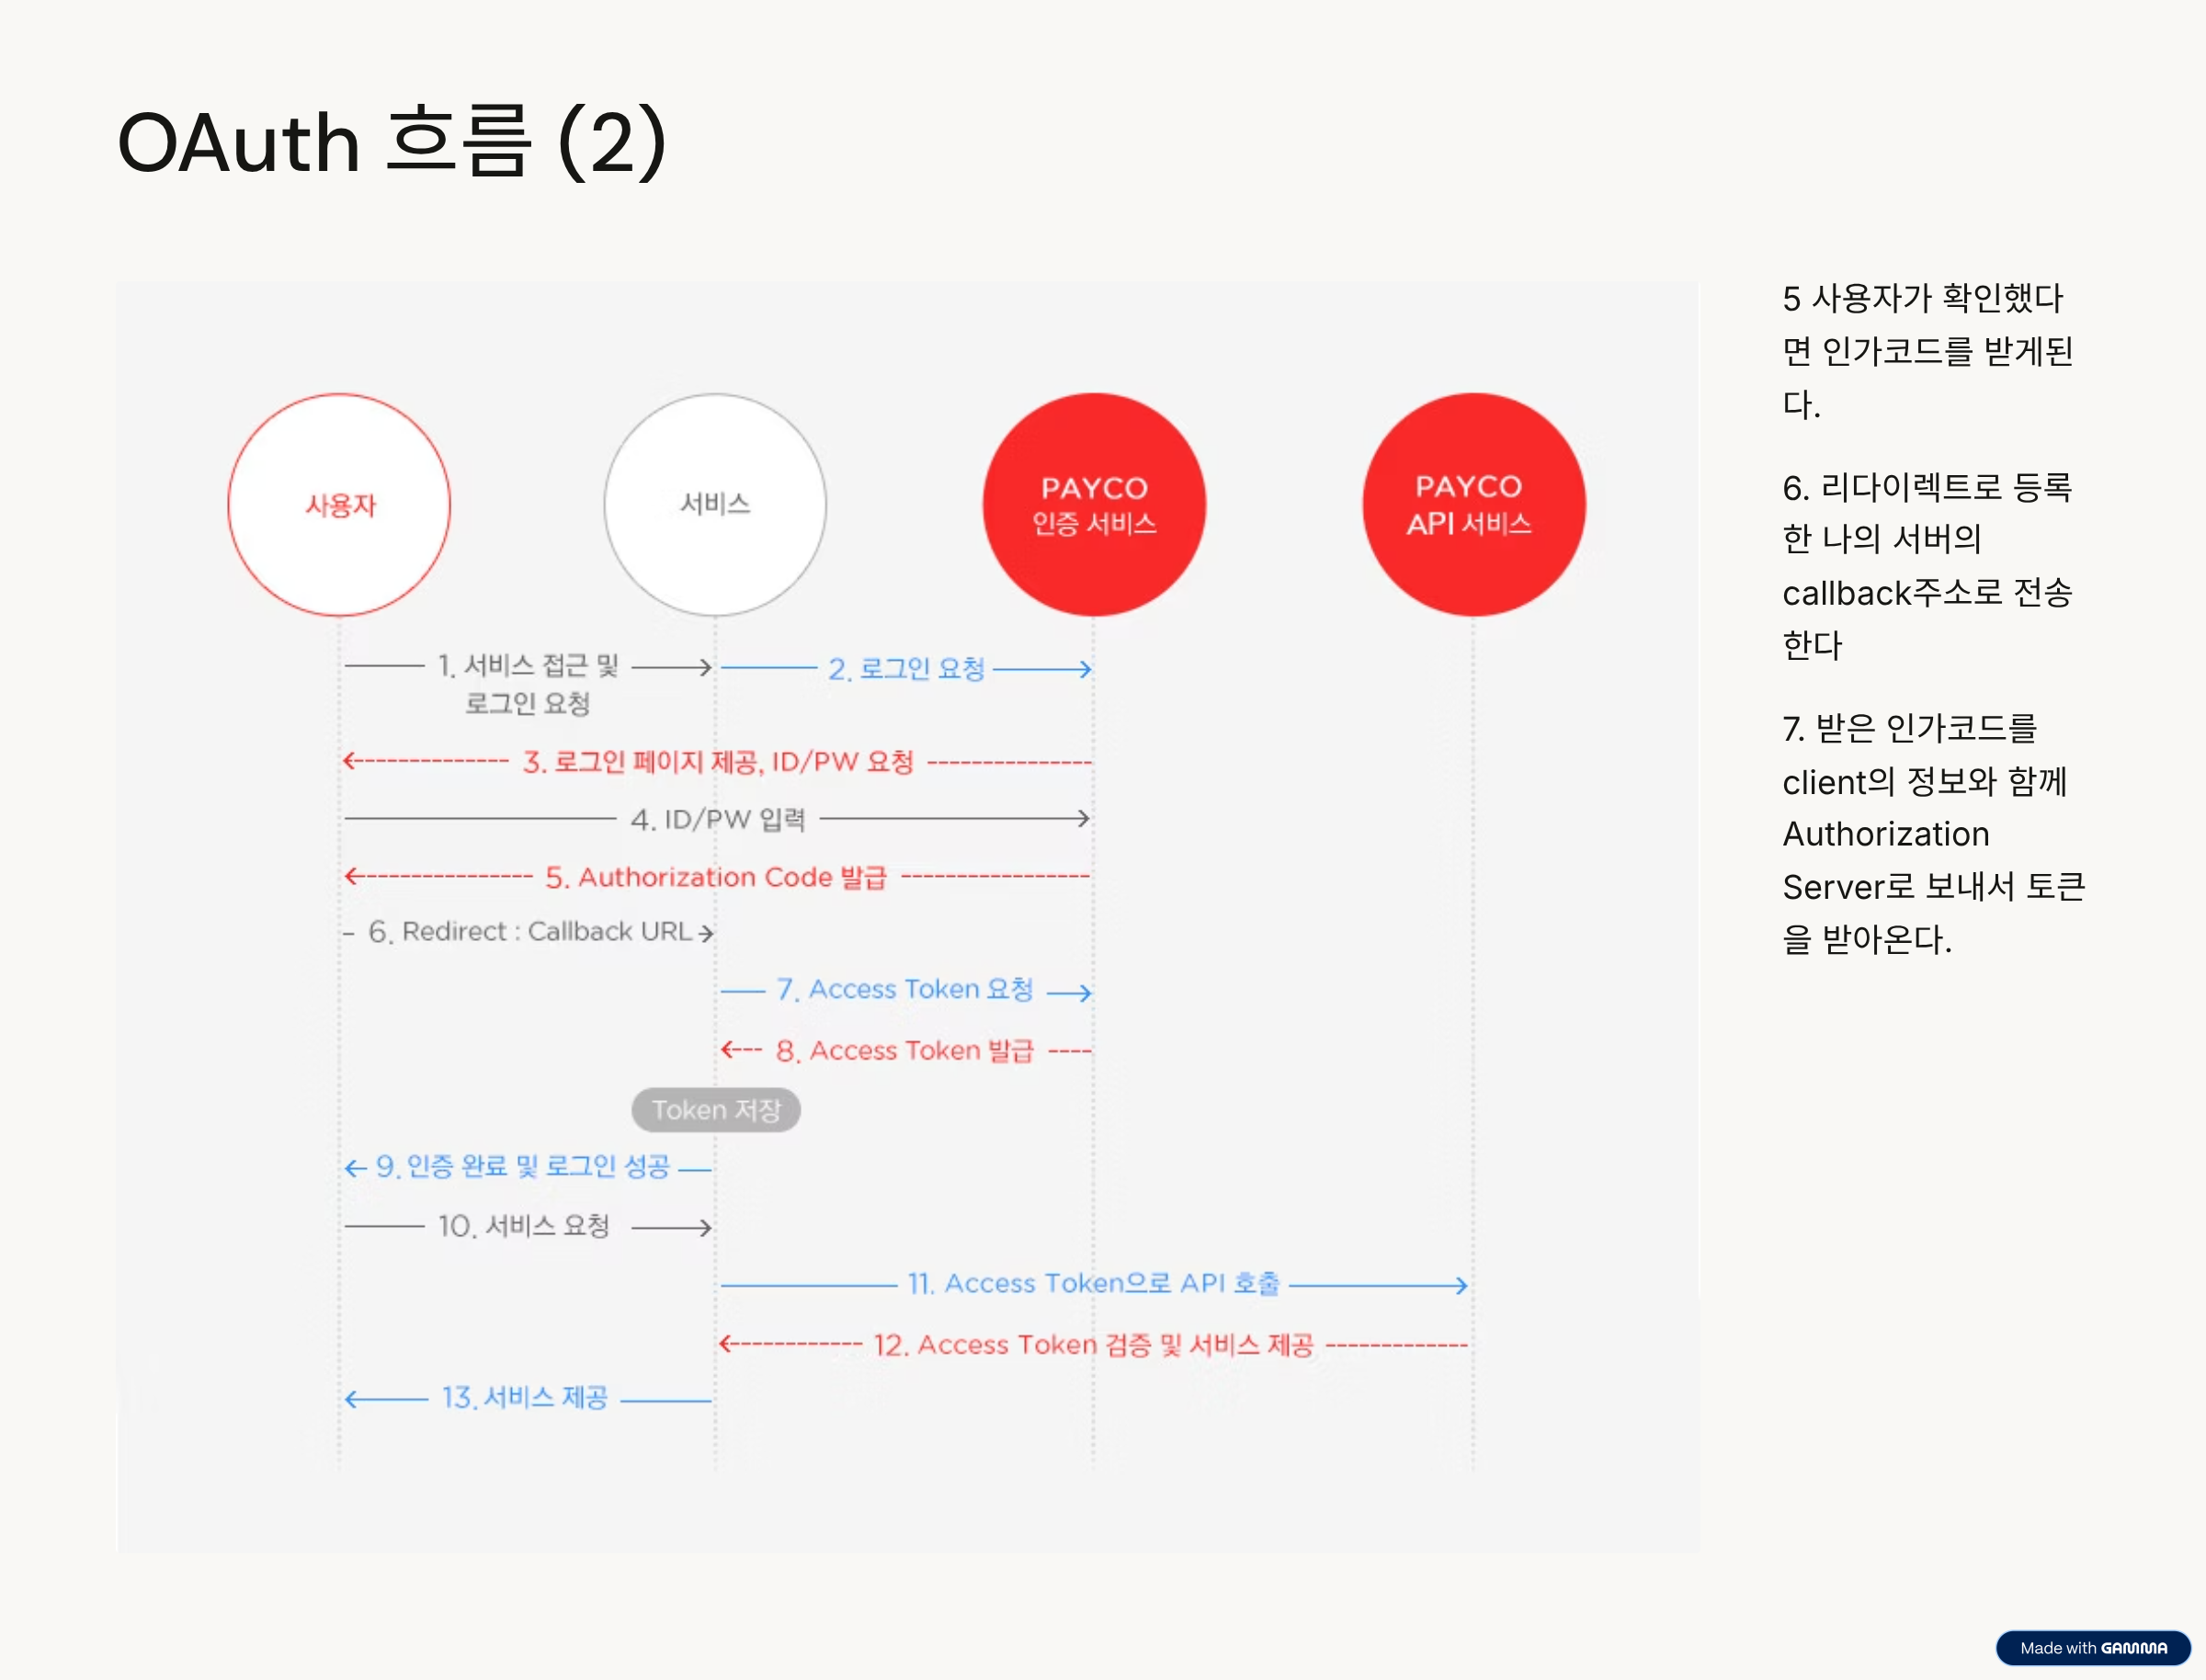 OAuth 흐름 (2)
사용자
서비스
PAYCO
인증 서비스
PAYCO
API 서비스
1. 서비스 접근 및
로그인 요청
2. 로그인 요청
3. 로그인 페이지 제공, ID/PW 요청
4. ID/PW 입력
5. Authorization Code 발급
6. Redirect : Callback URL
7. Access Token 요청
8. Access Token 발급
Token 저장
9. 인증 완료 및 로그인 성공
10. 서비스 요청
11. Access Token으로 API 호출
12. Access Token 검증 및 서비스 제공
13. 서비스 제공
5 사용자가 확인했다
면 인가코드를 받게된
다.
6. 리다이렉트로 등록
한 나의 서버의
callback주소로 전송
한다
7. 받은 인가코드를
client의 정보와 함께
Authorization
Server로 보내서 토큰
을 받아온다.
Made with GAMMA